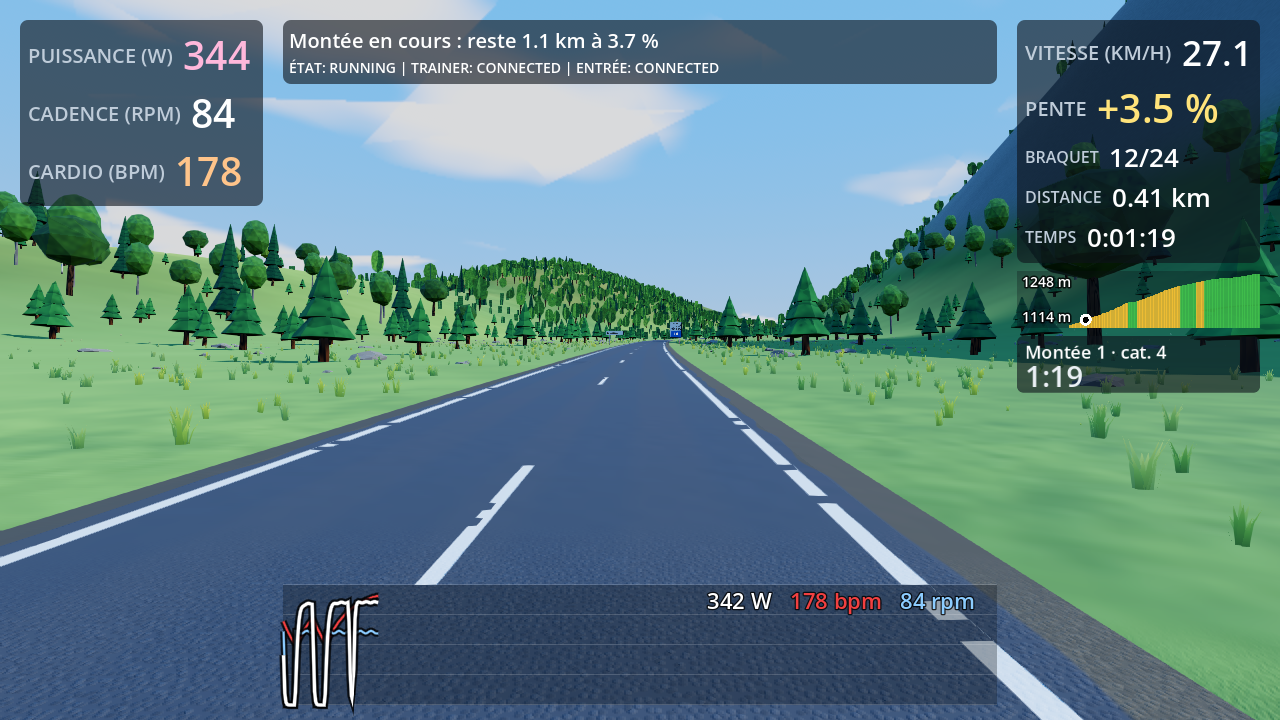 PUISSANCE (W) 344
CADENCE (RPM) 84
CARDIO (BPM) 178
Montée en cours : reste 1.1 km à 3.7 %
ÉTAT: RUNNING | TRAINER: CONNECTED | ENTRÉE: CONNECTED
VITESSE (KM/H) 27.1
PENTE +3.5 %
BRAQUET 12/24
DISTANCE 0.41 km
TEMPS 0:01:19
1248 m
1114 m
Montée 1 · cat. 4
1:19
342 W 178 bpm 84 rpm